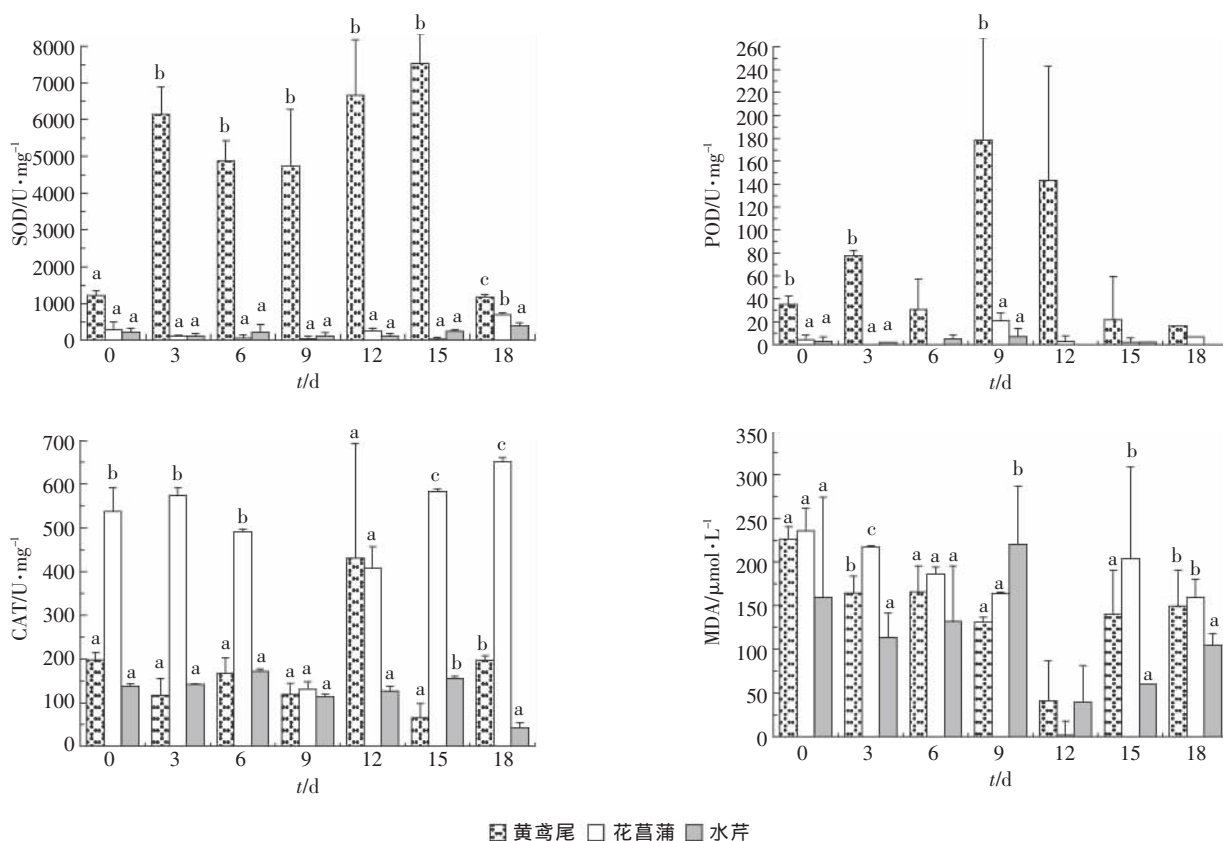 8000
7000
6000
5000
4000
3000
2000
1000
0
SOD/U·mg⁻¹
a a a
b a a
b a a
b a a
b a a
b a a
c b a
0 3 6 9 12 15 18
t/d
260
240
220
200
180
160
140
120
100
80
60
40
20
0
POD/U·mg⁻¹
b a a
b a a
b a a
0 3 6 9 12 15 18
t/d
700
600
500
400
300
200
100
0
CAT/U·mg⁻¹
a b a
a b a
a b a
a a a
a a a
a c b
b c a
0 3 6 9 12 15 18
t/d
350
300
250
200
150
100
50
0
MDA/μmol·L⁻¹
a a a
b c a
a a a
a a b
a b a
b b a
0 3 6 9 12 15 18
t/d
黄鸢尾 花菖蒲 水芹